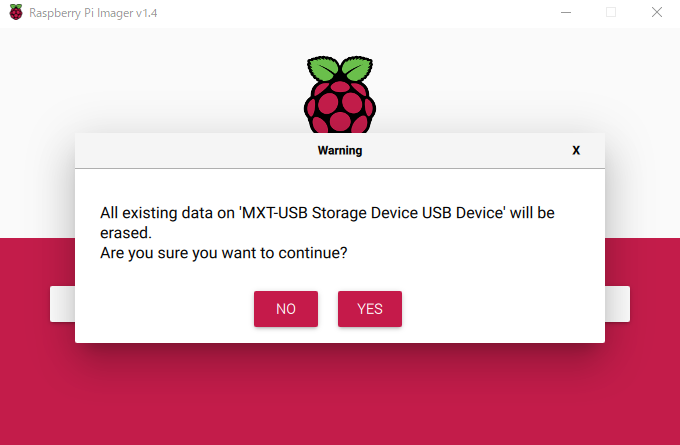 Raspberry Pi Imager v1.4
Warning
X
All existing data on 'MXT-USB Storage Device USB Device' will be
erased.
Are you sure you want to continue?
NO
YES